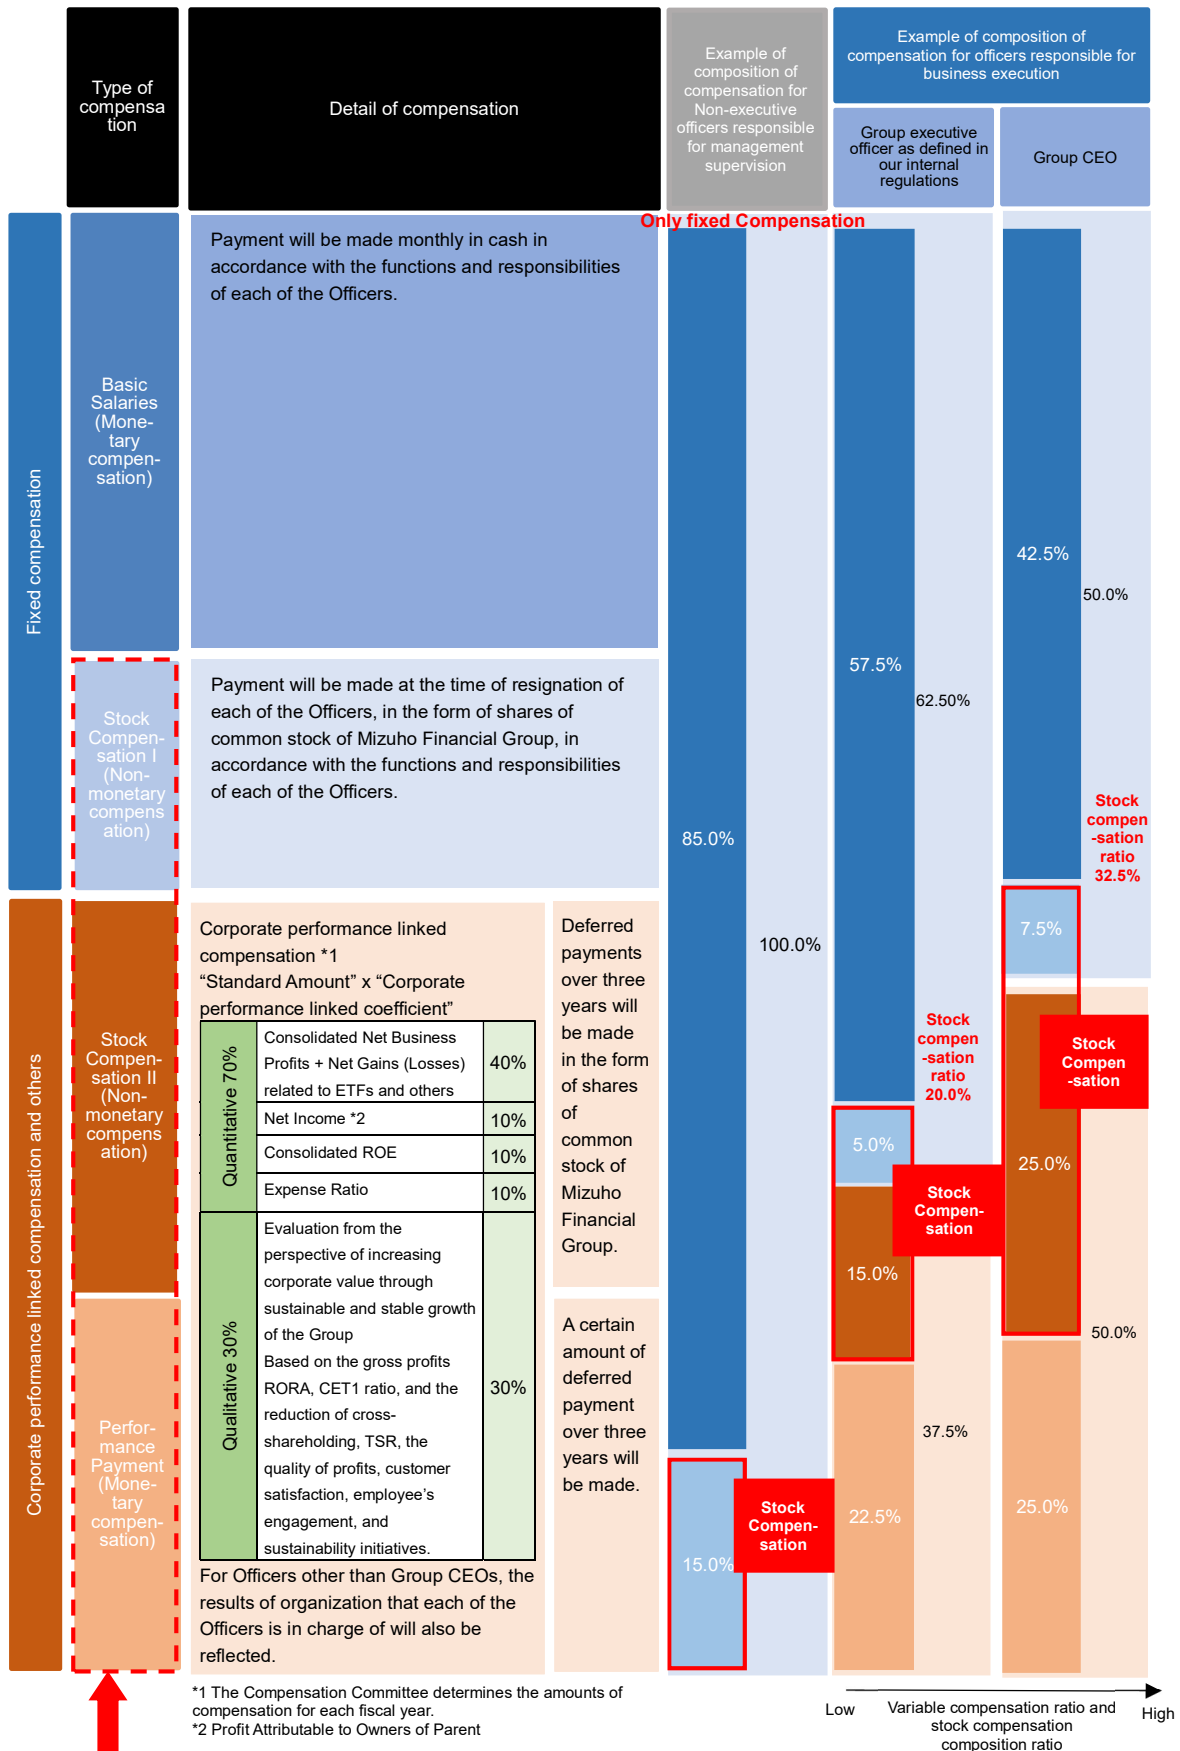 Type of
compensa
tion
Detail of compensation
Example of
composition of
compensation for
Non-executive
officers responsible
for management
supervision
Example of composition of
compensation for officers responsible for
business execution
Group executive
officer as defined in
our internal
regulations
Group CEO
Only fixed Compensation
Fixed compensation
Basic
Salaries
(Mone-
tary
compen-
sation)
Payment will be made monthly in cash in
accordance with the functions and responsibilities
of each of the Officers.
Stock
Compen-
sation I
(Non-
monetary
compens
ation)
Payment will be made at the time of resignation of
each of the Officers, in the form of shares of
common stock of Mizuho Financial Group, in
accordance with the functions and responsibilities
of each of the Officers.
Corporate performance linked compensation and others
Stock
Compen-
sation II
(Non-
monetary
compens
ation)
Perfor-
mance
Payment
(Mone-
tary
compen-
sation)
Corporate performance linked
compensation *1
“Standard Amount” x “Corporate
performance linked coefficient”
Quantitative 70%
Consolidated Net Business
Profits + Net Gains (Losses)
related to ETFs and others
40%
Net Income *2
10%
Consolidated ROE
10%
Expense Ratio
10%
Qualitative 30%
Evaluation from the
perspective of increasing
corporate value through
sustainable and stable growth
of the Group
Based on the gross profits
RORA, CET1 ratio, and the
reduction of cross-
shareholding, TSR, the
quality of profits, customer
satisfaction, employee’s
engagement, and
sustainability initiatives.
30%
For Officers other than Group CEOs, the
results of organization that each of the
Officers is in charge of will also be
reflected.
Deferred
payments
over three
years will
be made
in the form
of shares
of
common
stock of
Mizuho
Financial
Group.
A certain
amount of
deferred
payment
over three
years will
be made.
85.0%
100.0%
15.0%
Stock
Compen-
sation
57.5%
62.50%
Stock
compen
-sation
ratio
20.0%
5.0%
15.0%
Stock
Compen-
sation
37.5%
22.5%
42.5%
50.0%
Stock
compen
-sation
ratio
32.5%
7.5%
Stock
Compen
-sation
25.0%
50.0%
25.0%
*1 The Compensation Committee determines the amounts of
compensation for each fiscal year.
*2 Profit Attributable to Owners of Parent
Low
Variable compensation ratio and
stock compensation
composition ratio
High